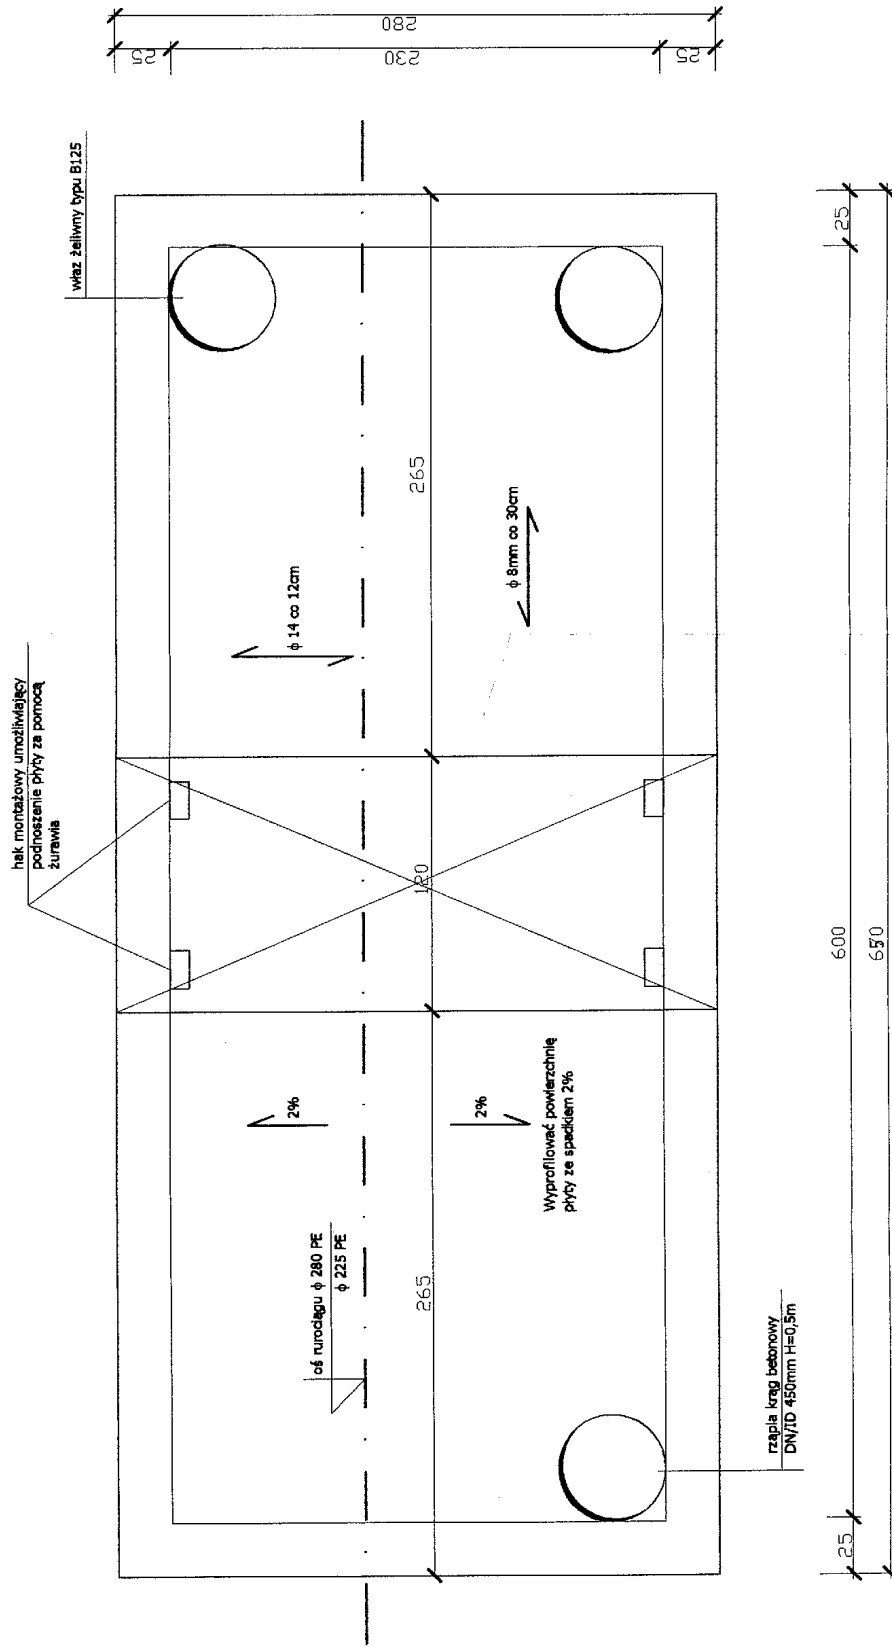 właz żeliwny typu B125
hak montażowy umożliwiający
podnoszenie płyty za pomocą
żurawia
ϕ 14 co 12cm
ϕ 8mm co 30cm
2%
2%
Wyprofilować powierzchnię
płyty ze spadkiem 2%
oś rurociągu ϕ 280 PE
ϕ 225 PE
rząpia krąg betonowy
DN/ID 450mm H=0,5m
265
120
265
25
600
25
650
25
230
25
280